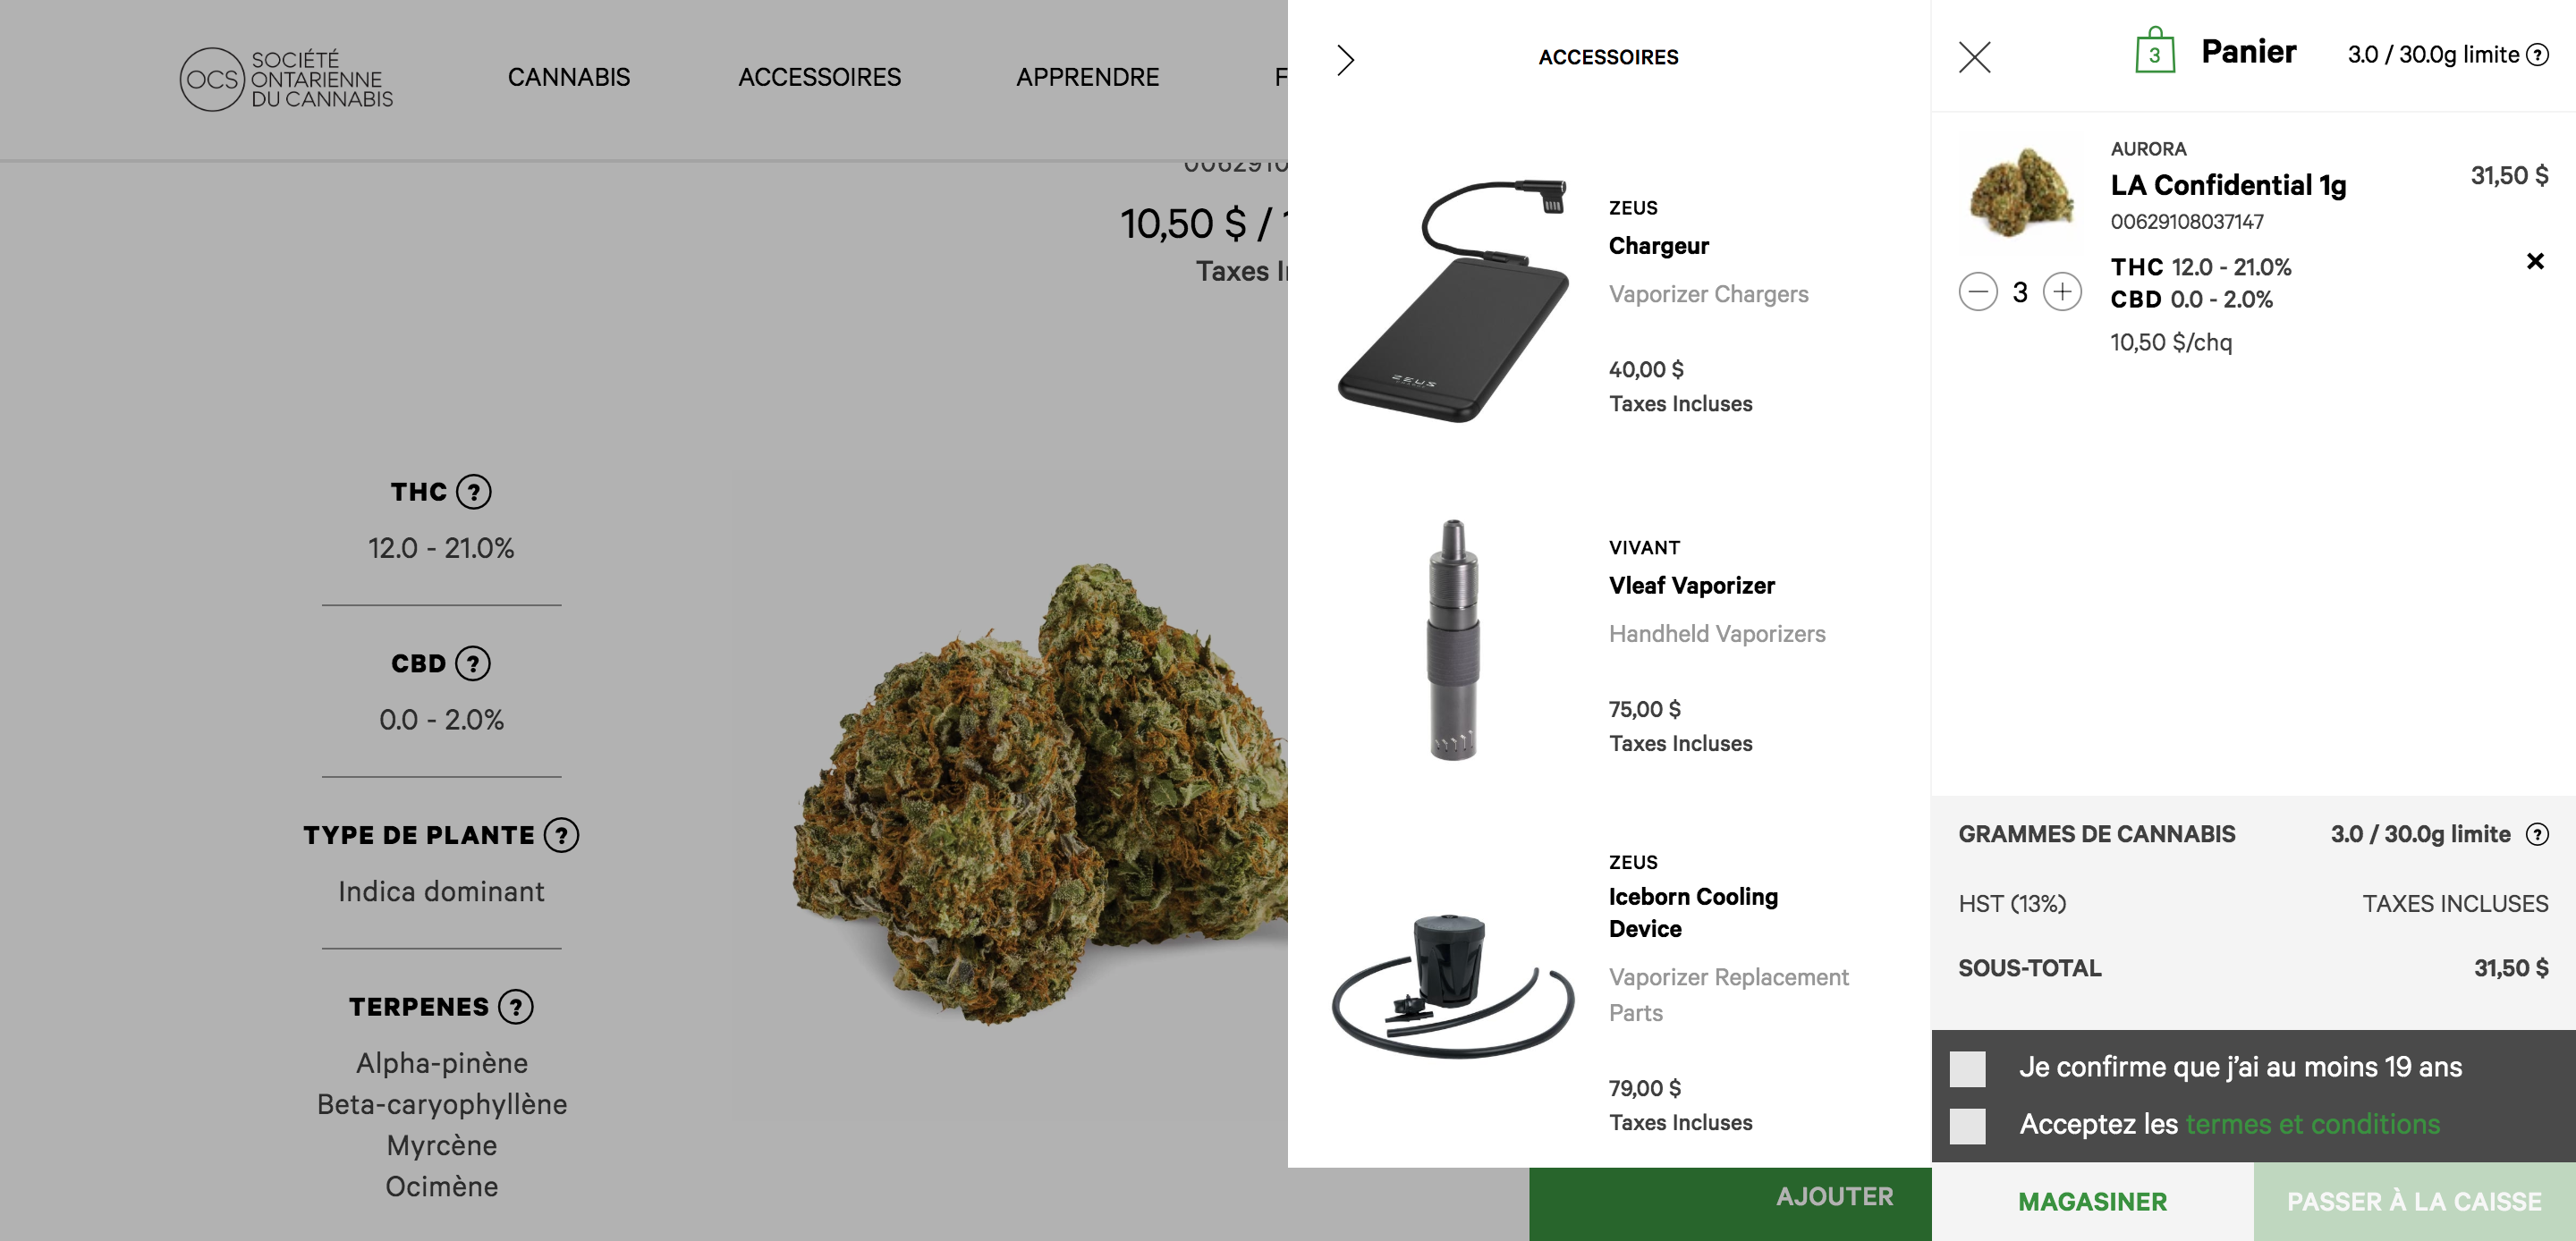 OCS
SOCIÉTÉ
ONTARIENNE
DU CANNABIS
CANNABIS
ACCESSOIRES
APPRENDRE
10,50 $ /
Taxes
THC ?
12.0 - 21.0%
CBD ?
0.0 - 2.0%
TYPE DE PLANTE ?
Indica dominant
TERPENES ?
Alpha-pinène
Beta-caryophyllène
Myrcène
Ocimène
ACCESSOIRES
ZEUS
Chargeur
Vaporizer Chargers
40,00 $
Taxes Incluses
ZEUS
VIVANT
Vleaf Vaporizer
Handheld Vaporizers
75,00 $
Taxes Incluses
ZEUS
Iceborn Cooling
Device
Vaporizer Replacement
Parts
79,00 $
Taxes Incluses
AJOUTER
3
Panier
3.0 / 30.0g limite ?
AURORA
LA Confidential 1g
31,50 $
00629108037147
THC 12.0 - 21.0%
CBD 0.0 - 2.0%
3
10,50 $/chq
GRAMMES DE CANNABIS 3.0 / 30.0g limite ?
HST (13%) TAXES INCLUSES
SOUS-TOTAL 31,50 $
Je confirme que j'ai au moins 19 ans
Acceptez les termes et conditions
MAGASINER
PASSER À LA CAISSE